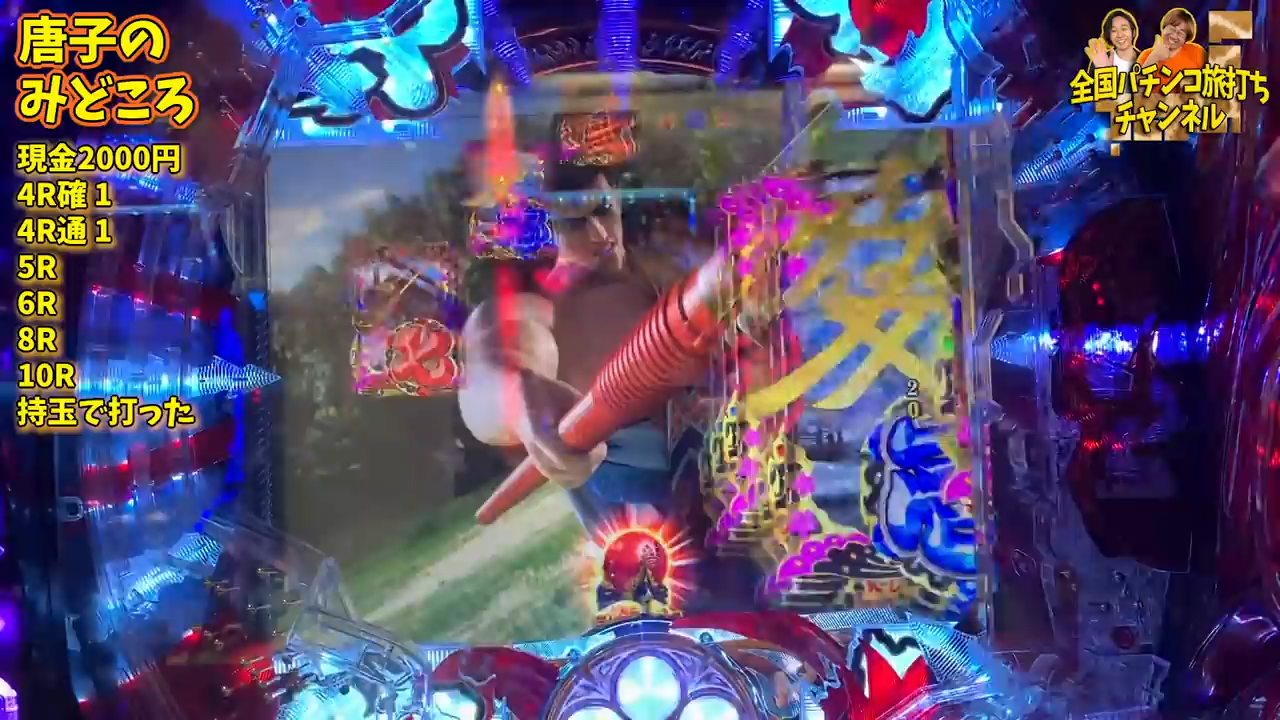 唐子の
みどころ
現金2000円
4R確 1
4R通 1
5R
6R
8R
10R
持玉で打った
全国パチンコ旅打ち
チャンネル
20